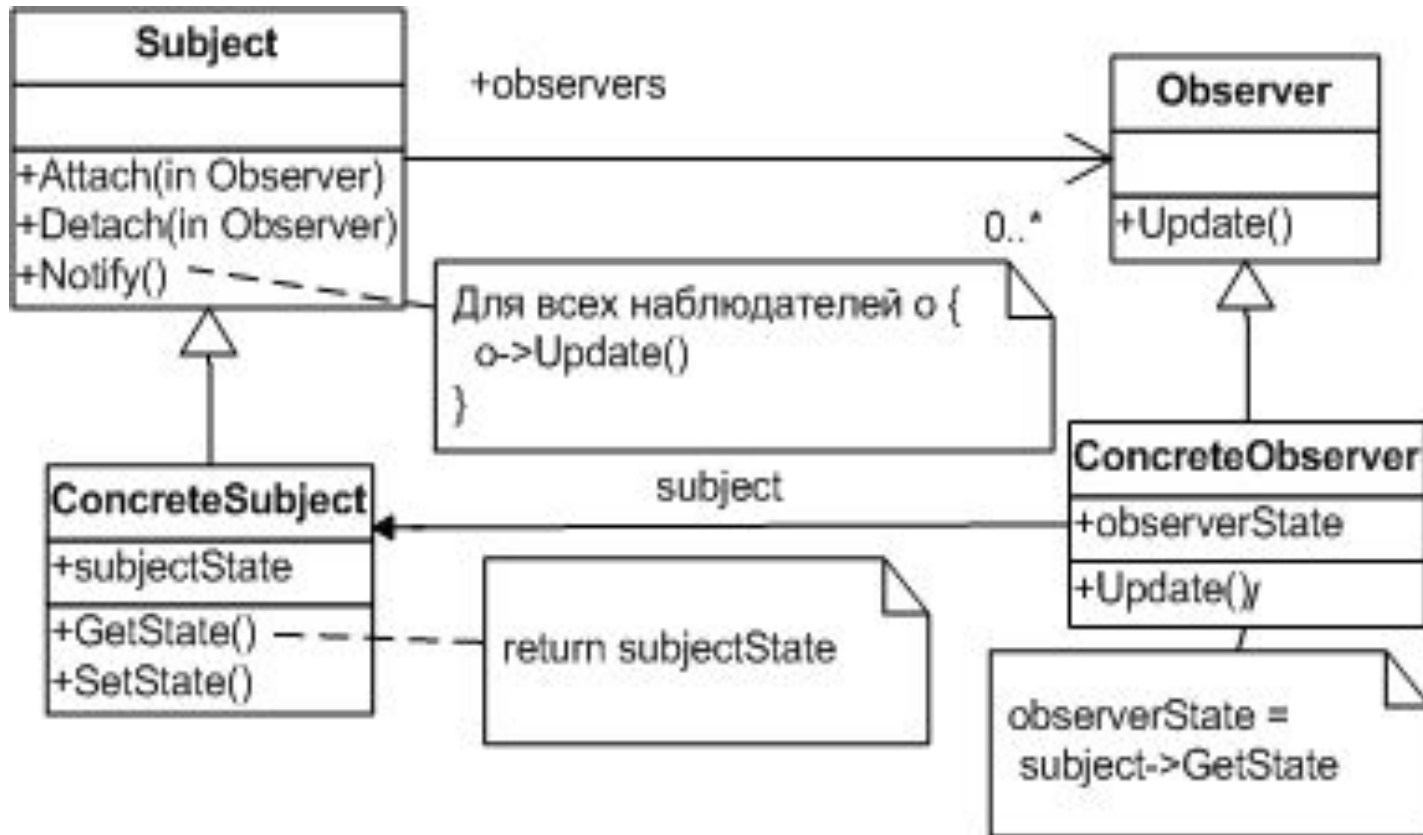 Subject
+Attach(in Observer)
+Detach(in Observer)
+Notify()
+observers
0..*
Observer
+Update()
Для всех наблюдателей o {
o->Update()
}
ConcreteSubject
+subjectState
+GetState()
+SetState()
subject
ConcreteObserver
+observerState
+Update()
return subjectState
observerState =
subject->GetState